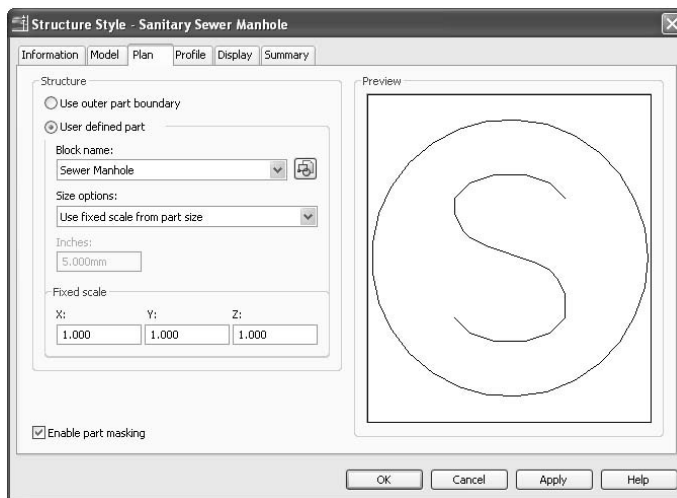 Structure Style - Sanitary Sewer Manhole
Information Model Plan Profile Display Summary
Structure
Use outer part boundary
User defined part
Block name:
Sewer Manhole
Size options:
Use fixed scale from part size
Inches:
5.000mm
Fixed scale
X: Y: Z:
1.000 1.000 1.000
Enable part masking
Preview
S
OK Cancel Apply Help